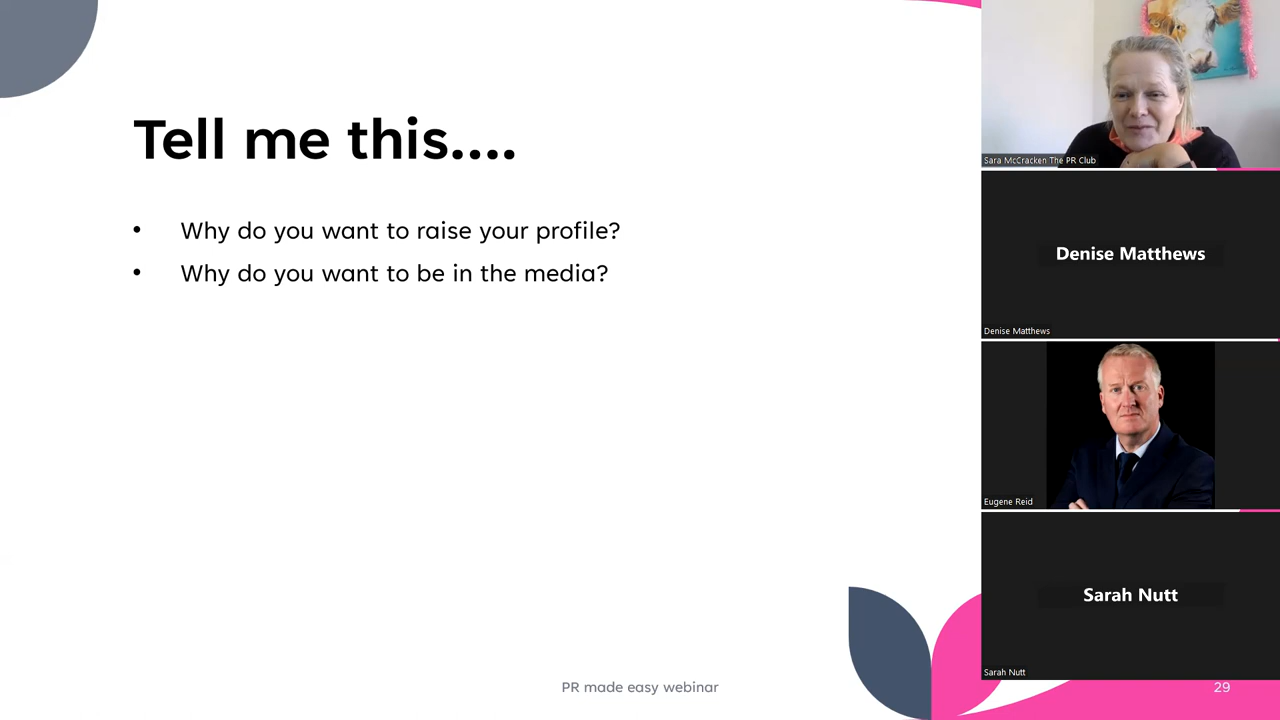 Tell me this....
• Why do you want to raise your profile?
• Why do you want to be in the media?
PR made easy webinar
29
Sara McCracken The PR Club
Denise Matthews
Denise Matthews
Eugene Reid
Sarah Nutt
Sarah Nutt